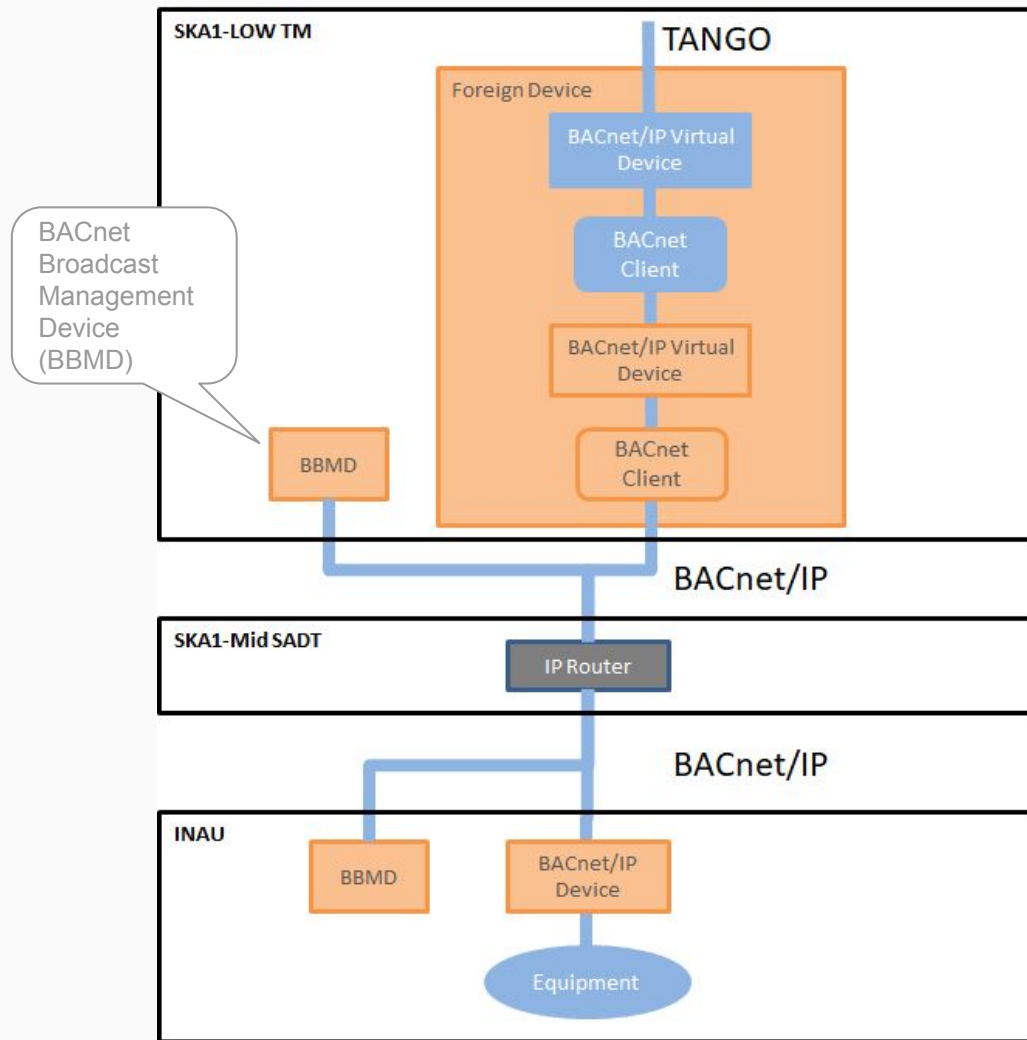 SKA1-LOW TM
TANGO
Foreign Device
BACnet/IP Virtual
Device
BACnet
Client
BACnet
Broadcast
Management
Device
(BBMD)
BACnet/IP Virtual
Device
BBMD
BACnet
Client
BACnet/IP
SKA1-Mid SADT
IP Router
BACnet/IP
INAU
BBMD
BACnet/IP
Device
Equipment